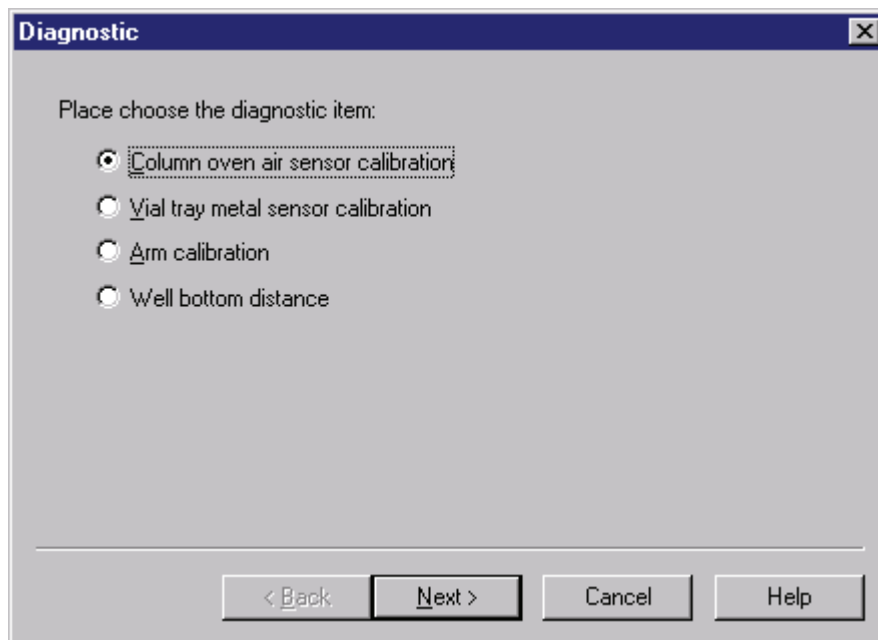 Diagnostic
Place choose the diagnostic item:
Column oven air sensor calibration
Vial tray metal sensor calibration
Arm calibration
Well bottom distance
< Back Next > Cancel Help